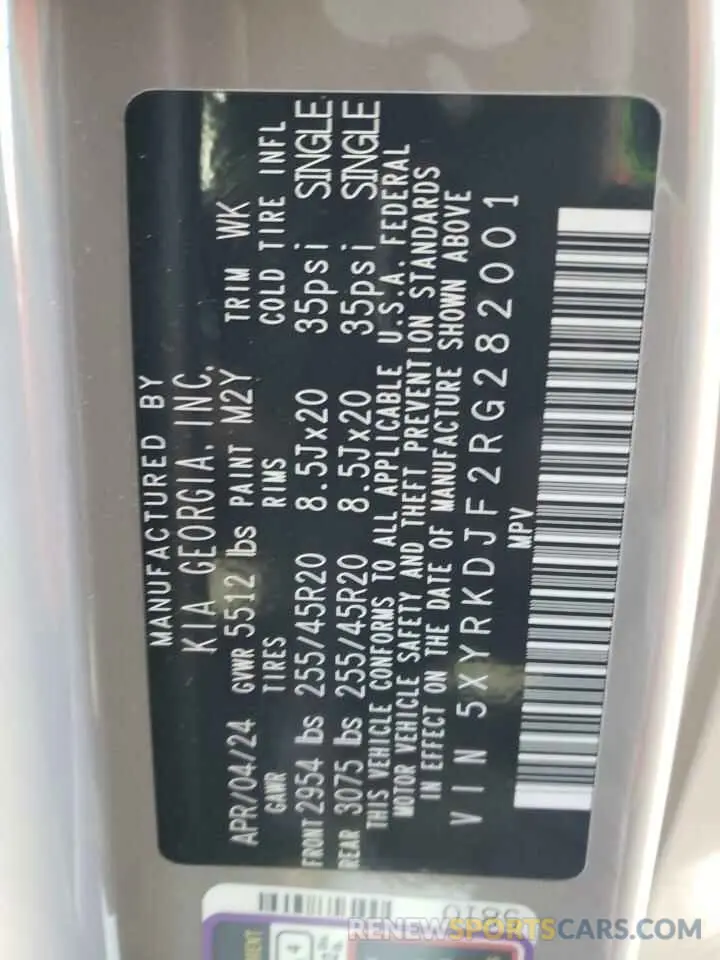 MANUFACTURED BY
KIA GEORGIA, INC.
APR/04/24 GVWR 5512 lbs PAINT M2Y TRIM WK
GAWR TIRES RIMS COLD TIRE INFL
FRONT 2954 lbs 255/45R20 8.5Jx20 35psi SINGLE
REAR 3075 lbs 255/45R20 8.5Jx20 35psi SINGLE
THIS VEHICLE CONFORMS TO ALL APPLICABLE U.S.A. FEDERAL
MOTOR VEHICLE SAFETY AND THEFT PREVENTION STANDARDS
IN EFFECT ON THE DATE OF MANUFACTURE SHOWN ABOVE
VIN 5XYRKDJF2RG282001
MPV
RENEWSPORTSCARS.COM